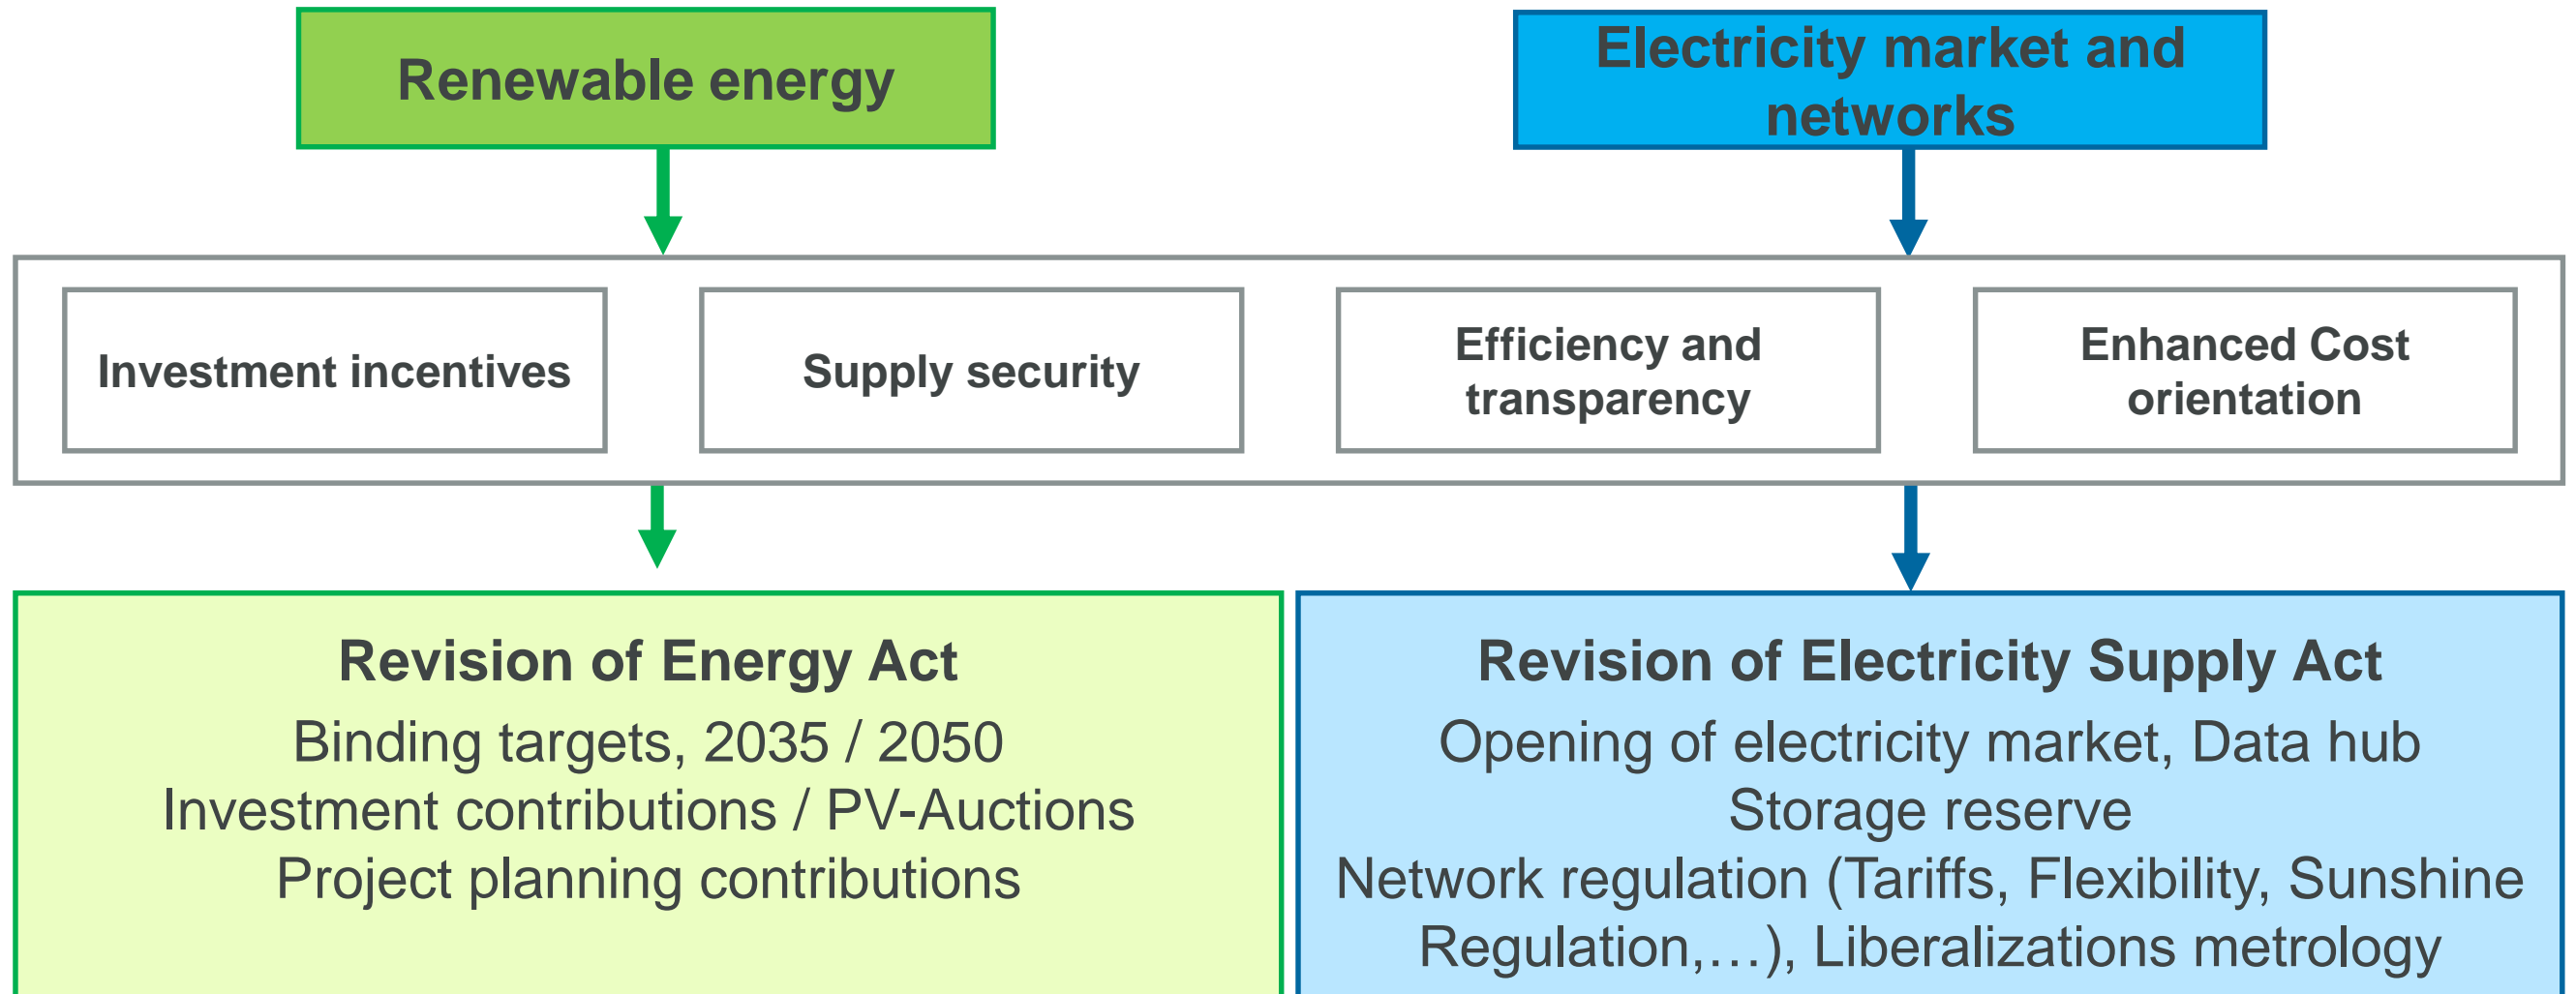 Renewable energy
Electricity market and
networks
Investment incentives
Supply security
Efficiency and
transparency
Enhanced Cost
orientation
Revision of Energy Act
Binding targets, 2035 / 2050
Investment contributions / PV-Auctions
Project planning contributions
Revision of Electricity Supply Act
Opening of electricity market, Data hub
Storage reserve
Network regulation (Tariffs, Flexibility, Sunshine
Regulation,…), Liberalizations metrology